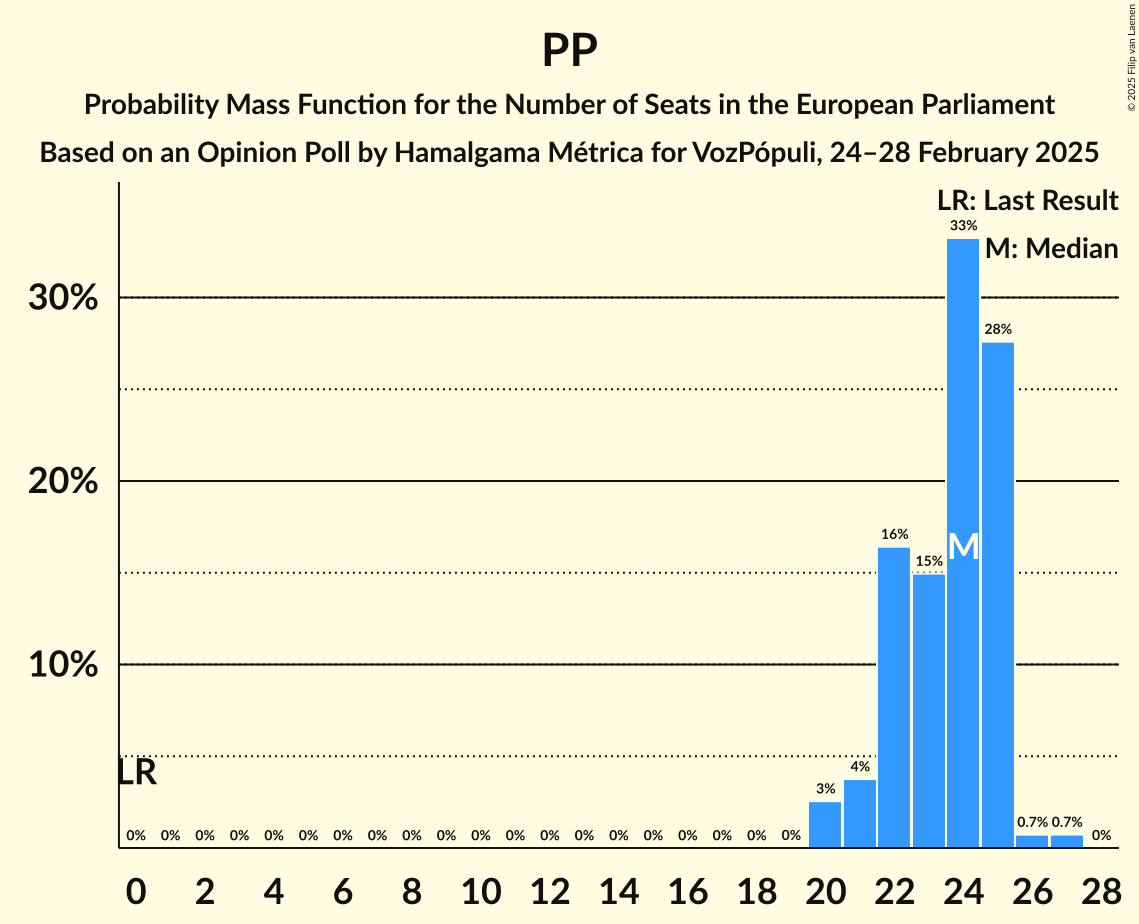 PP
Probability Mass Function for the Number of Seats in the European Parliament
Based on an Opinion Poll by Hamalgama Métrica for VozPópuli, 24–28 February 2025
© 2025 Filip van Laenen
LR: Last Result
M: Median
33%
30%
28%
20%
16%
15%
M
10%
LR
4%
3%
0% 0% 0% 0% 0% 0% 0% 0% 0% 0% 0% 0% 0% 0% 0% 0% 0% 0% 0% 0% 0.7% 0.7% 0%
0 2 4 6 8 10 12 14 16 18 20 22 24 26 28